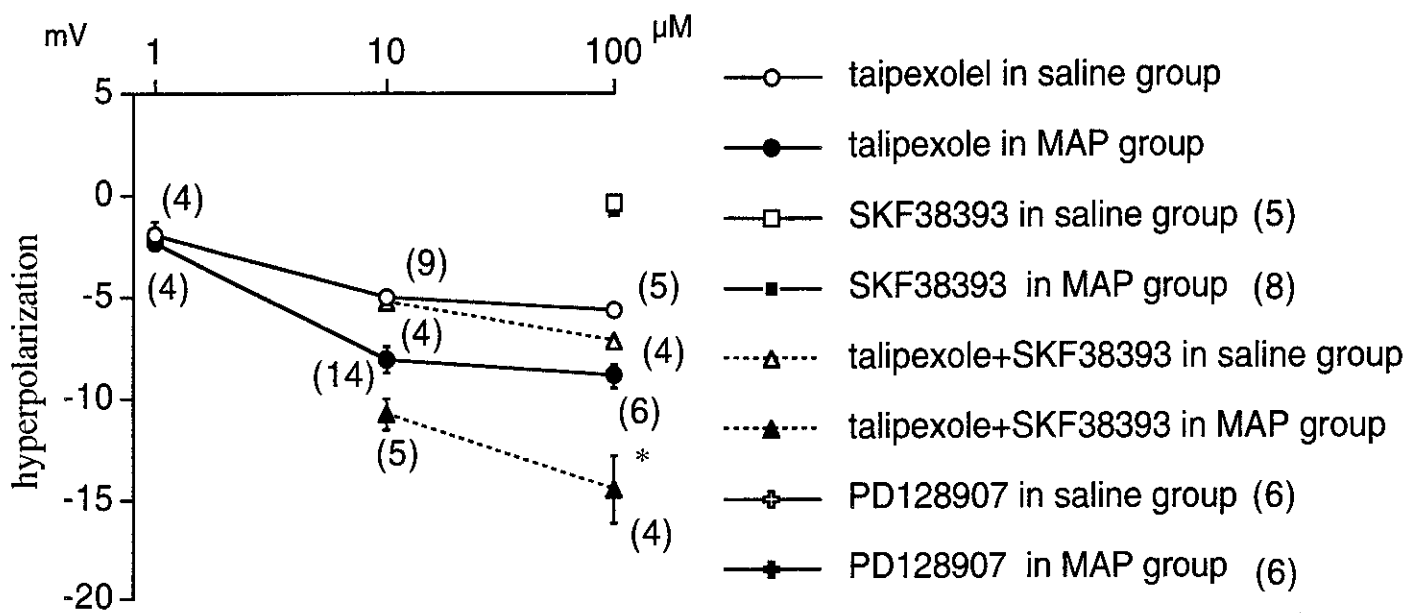 mV 1 10 100 µM
5
0
-5
-10
-15
-20
hyperpolarization
(4)
(4)
(9)
(4)
(14)
(5)
(5)
(4)
(6)
*
(4)
taipexolel in saline group
talipexole in MAP group
SKF38393 in saline group (5)
SKF38393 in MAP group (8)
talipexole+SKF38393 in saline group
talipexole+SKF38393 in MAP group
PD128907 in saline group (6)
PD128907 in MAP group (6)